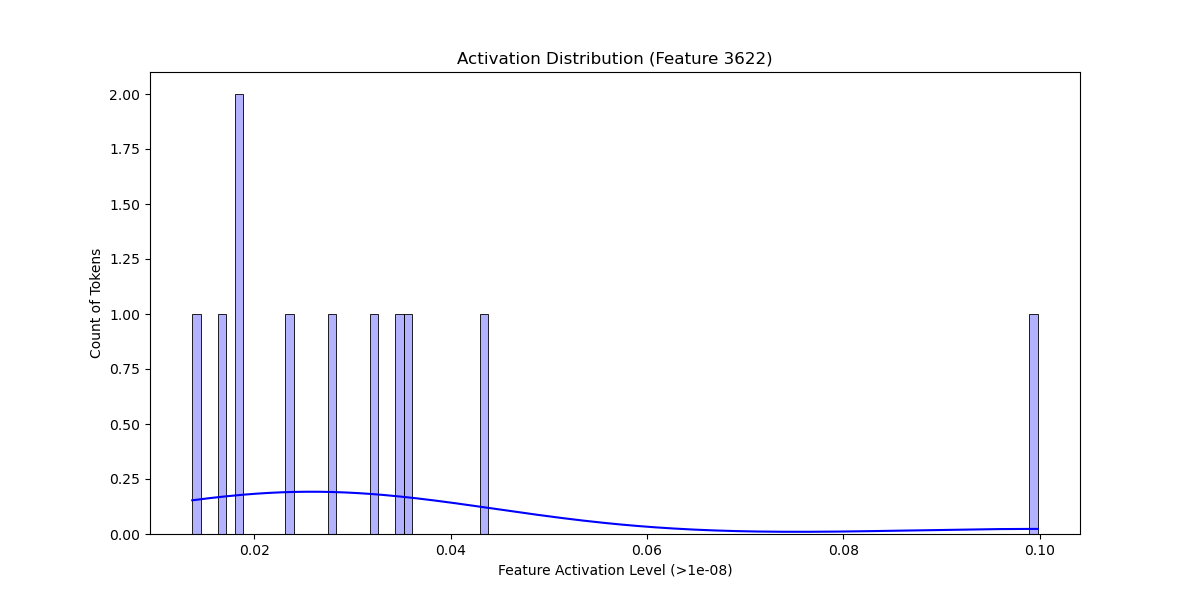 Activation Distribution (Feature 3622)
2.00
1.75
1.50
1.25
1.00
0.75
0.50
0.25
0.00
Count of Tokens
0.02 0.04 0.06 0.08 0.10
Feature Activation Level (>1e-08)